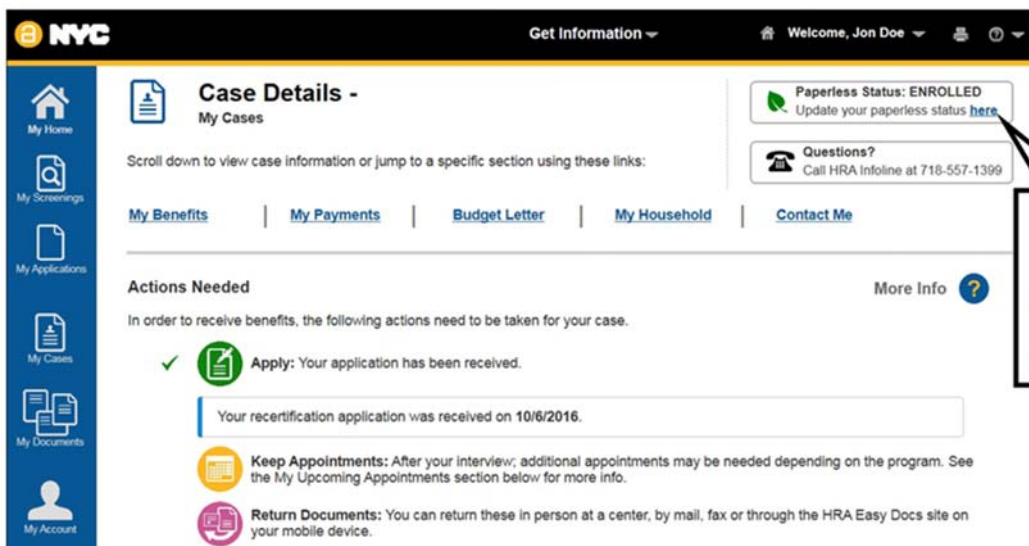 NYC
Get Information
Welcome, Jon Doe
My Home
My Screenings
My Applications
My Cases
My Documents
My Account
Case Details -
My Cases
Paperless Status: ENROLLED
Update your paperless status here
Questions?
Call HRA Infoline at 718-557-1399
Scroll down to view case information or jump to a specific section using these links:
My Benefits | My Payments | Budget Letter | My Household | Contact Me
Actions Needed
More Info ?
In order to receive benefits, the following actions need to be taken for your case.
Apply: Your application has been received.
Your recertification application was received on 10/6/2016.
Keep Appointments: After your interview; additional appointments may be needed depending on the program. See
the My Upcoming Appointments section below for more info.
Return Documents: You can return these in person at a center, by mail, fax or through the HRA Easy Docs site on
your mobile device.